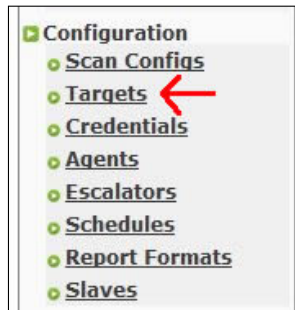 Configuration
Scan Configs
Targets
Credentials
Agents
Escalators
Schedules
Report Formats
Slaves